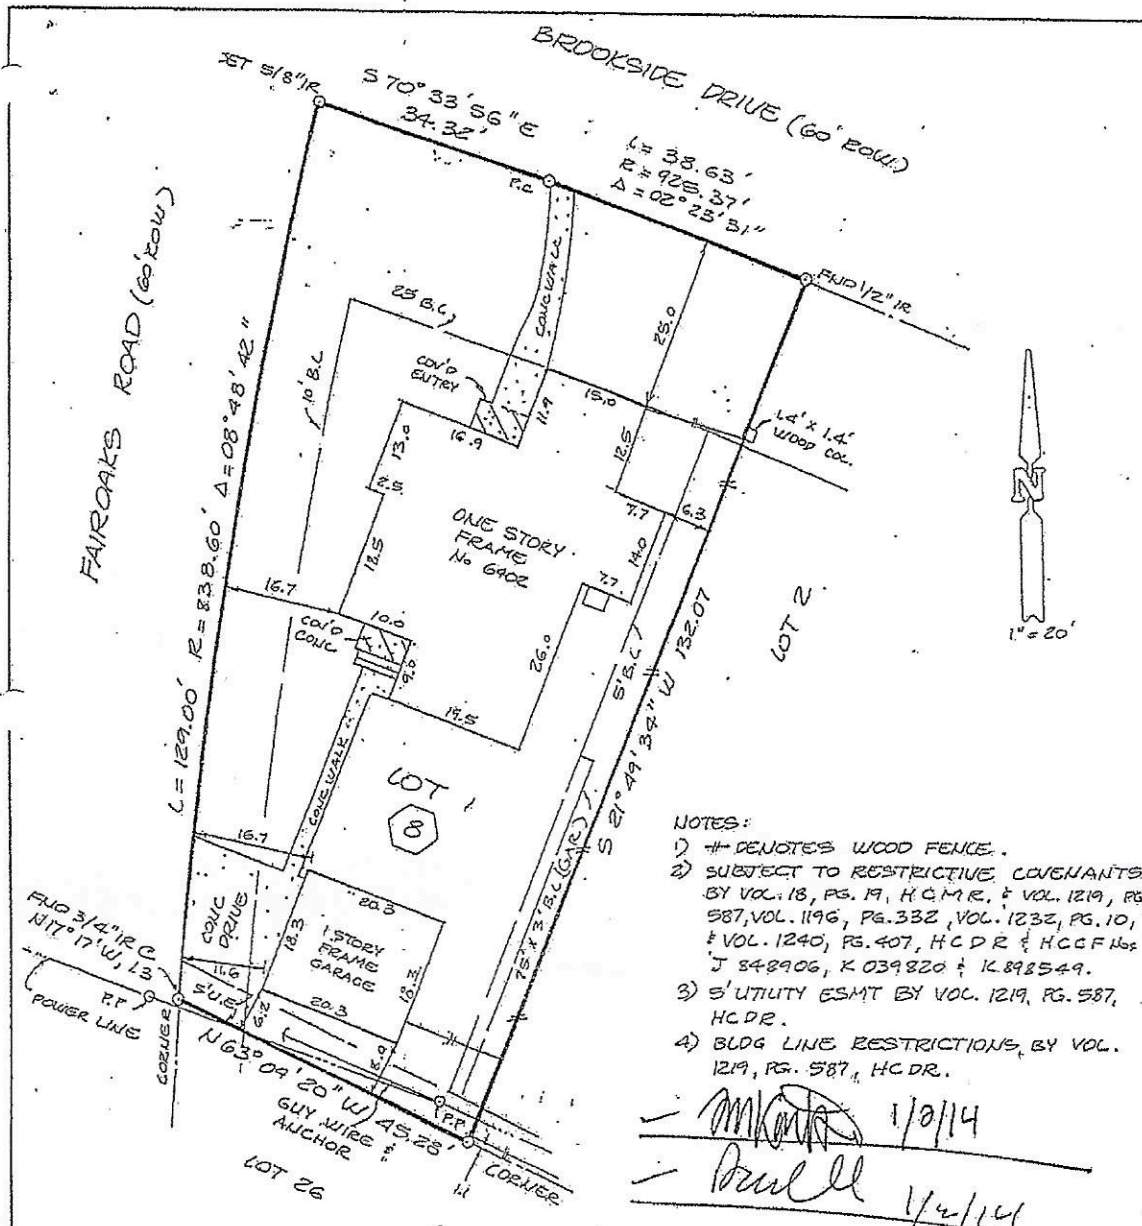 BROOKSIDE DRIVE (60' ROW)
SET 5/8" IR
S 70° 33' 56" E
34.32'
L = 38.63'
R = 925.37'
Δ = 02° 23' 31"
P.C.
FND 1/2" IR
FAIROAKS ROAD (60' ROW)
L = 129.00' R = 838.60' Δ = 08° 48' 42"
25' B.L.
10' B.L.
CONC WALK
25.0
COV'D
ENTRY
11.9
16.9
15.0
12.5
1.4' x 1.4'
WOOD COL.
13.0
2.5
18.5
ONE STORY
FRAME
No 6402
7.7
6.3
14.0
7.7
N
1" = 20'
16.7
10.0
COV'D
CONC
9.0
26.0
19.5
5' B.L.
S 21° 49' 34" W 132.07
LOT 2
CONC WALK
LOT 1
8
75' x 3' B.L. (GAR.)
16.7
CONC
DRIVE
20.3
1 STORY
FRAME
GARAGE
18.3
18.3
11.6
5' U.E.
6.2
20.3
8.0
FND 3/4" IR @
N 17° 17' W, 1.3
P.P.
POWER LINE
CORNER
N 63° 09' 20" W 45.28'
GUY WIRE &
ANCHOR
P.P.
CORNER
LOT 26
NOTES:
1) # DENOTES WOOD FENCE.
2) SUBJECT TO RESTRICTIVE COVENANTS
BY VOL. 18, PG. 19, H.C.M.R. & VOL. 1219, PG
587, VOL. 1196, PG. 332, VOL. 1232, PG. 10,
& VOL. 1240, PG. 407, HCDR & HCCF Nos
J 848906, K 039820 & K 898549.
3) 5' UTILITY ESMT BY VOL. 1219, PG. 587,
HCDR.
4) BLDG LINE RESTRICTIONS, BY VOL.
1219, PG. 587, HCDR.